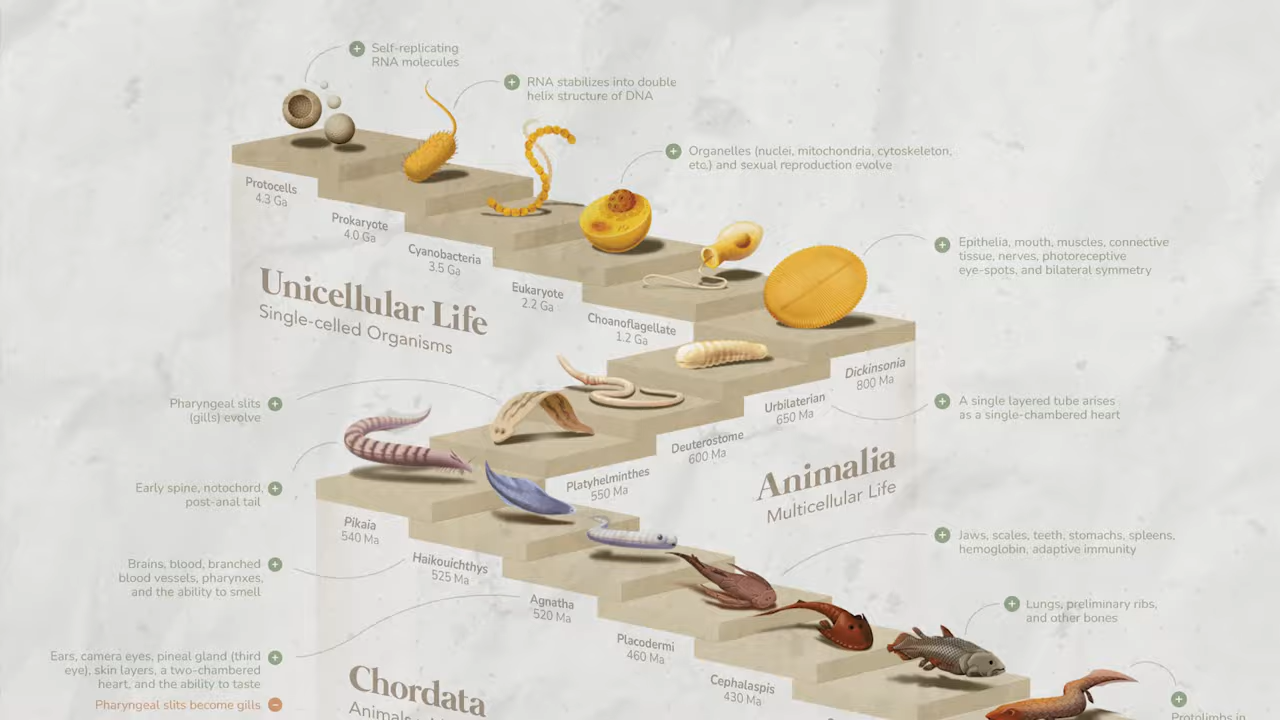 Self-replicating
RNA molecules
RNA stabilizes into double
helix structure of DNA
Organelles (nuclei, mitochondria, cytoskeleton,
etc.) and sexual reproduction evolve
Protocells
4.3 Ga
Prokaryote
4.0 Ga
Cyanobacteria
3.5 Ga
Eukaryote
2.2 Ga
Choanoflagellate
1.2 Ga
Epithelia, mouth, muscles, connective
tissue, nerves, photoreceptive
eye-spots, and bilateral symmetry
Unicellular Life
Single-celled Organisms
Dickinsonia
800 Ma
Urbilaterian
650 Ma
Deuterostome
600 Ma
Platyhelminthes
550 Ma
A single layered tube arises
as a single-chambered heart
Animalia
Multicellular Life
Pharyngeal slits
(gills) evolve
Early spine, notochord,
post-anal tail
Pikaia
540 Ma
Haikouichthys
525 Ma
Agnatha
520 Ma
Placodermi
460 Ma
Cephalaspis
430 Ma
Jaws, scales, teeth, stomachs, spleens,
hemoglobin, adaptive immunity
Brains, blood, branched
blood vessels, pharynxes,
and the ability to smell
Lungs, preliminary ribs,
and other bones
Ears, camera eyes, pineal gland (third
eye), skin layers, a two-chambered
heart, and the ability to taste
Pharyngeal slits become gills
Chordata
Protolimbs in